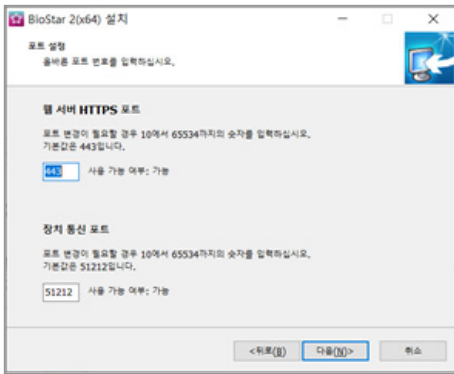 BioStar 2(x64) 설치
포트 설정
올바른 포트 번호를 입력하십시오.
웹 서버 HTTPS 포트
포트 변경이 필요할 경우 10에서 65534까지의 숫자를 입력하십시오.
기본값은 443입니다.
443 사용 가능 여부: 가능
장치 통신 포트
포트 변경이 필요할 경우 10에서 65534까지의 숫자를 입력하십시오.
기본값은 51212입니다.
51212 사용 가능 여부: 가능
<뒤로(B) 다음(N)> 취소